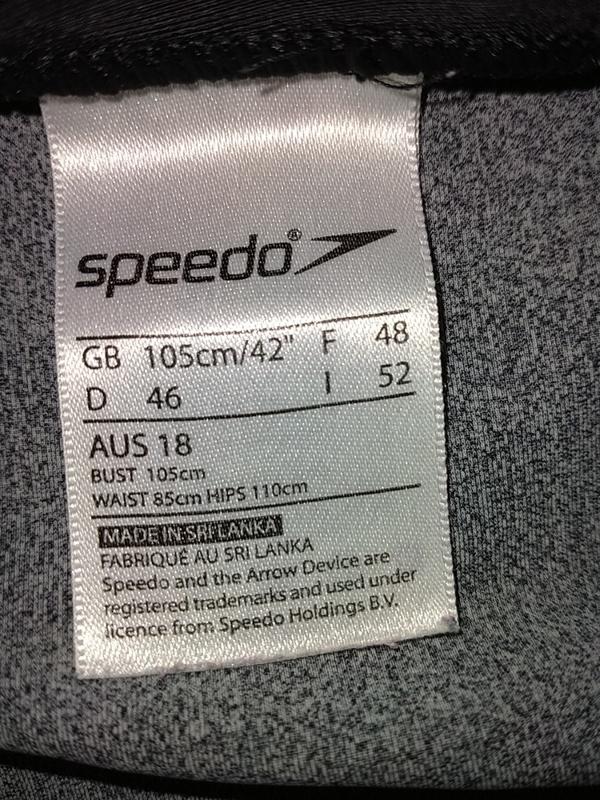 speedo®
GB 105cm/42" F 48
D 46 I 52
AUS 18
BUST 105cm
WAIST 85cm HIPS 110cm
MADE IN SRI LANKA
FABRIQUÉ AU SRI LANKA
Speedo and the Arrow Device are
registered trademarks and used under
licence from Speedo Holdings B.V.